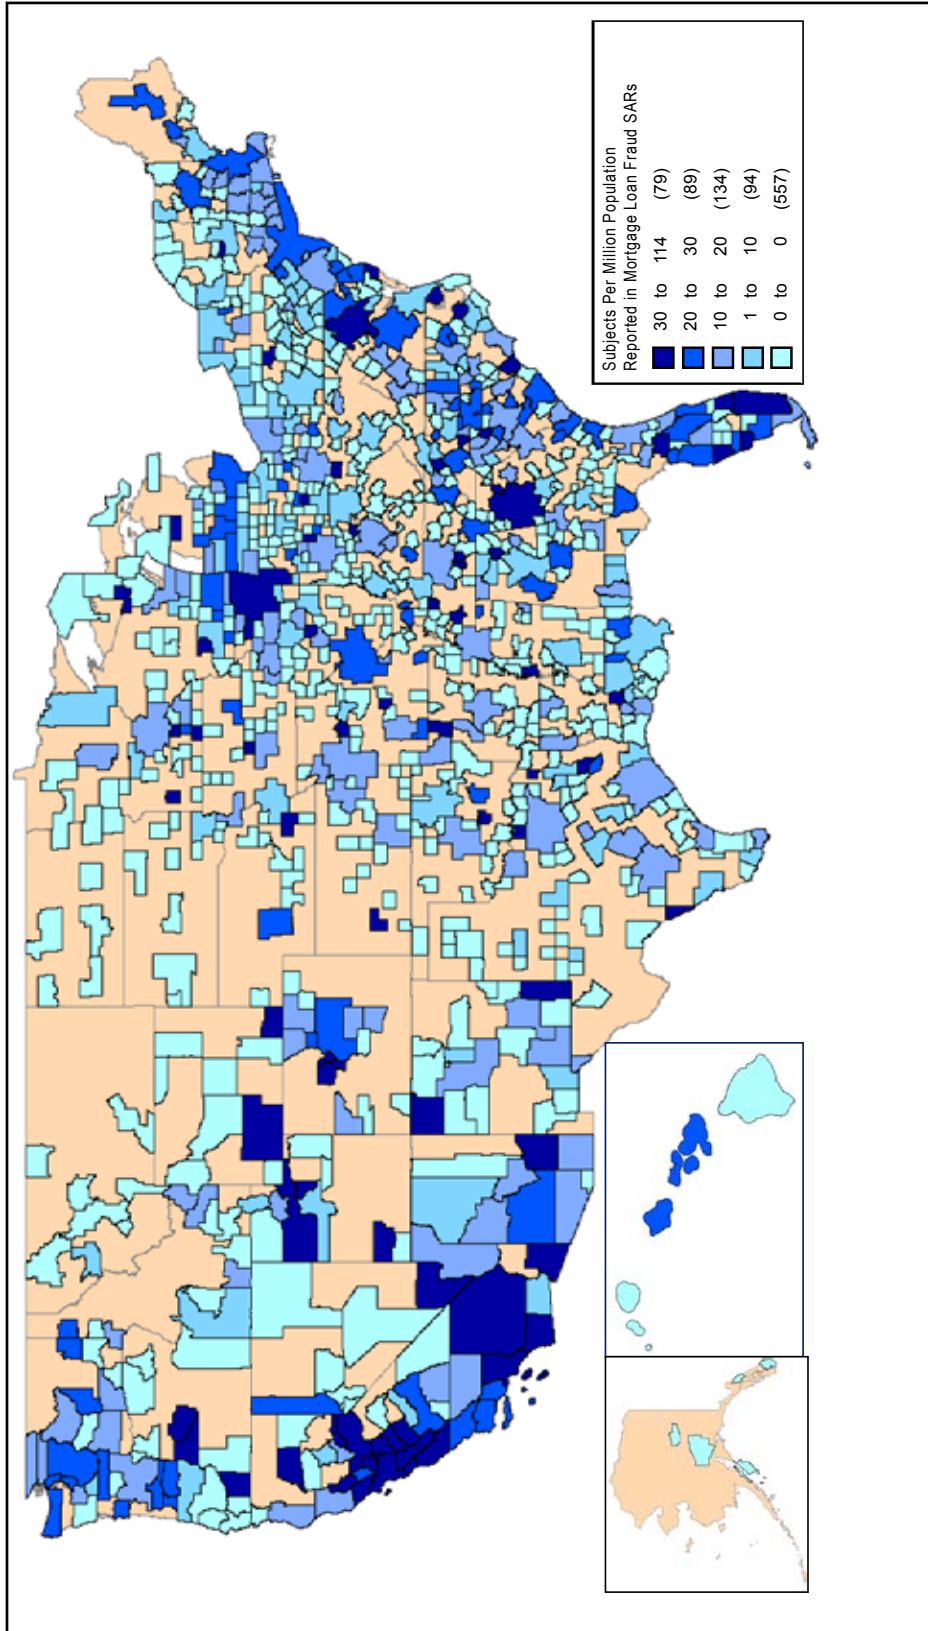 Subjects Per Million Population
Reported in Mortgage Loan Fraud SARs
30 to 114 (79)
20 to 30 (89)
10 to 20 (134)
1 to 10 (94)
0 to 0 (557)